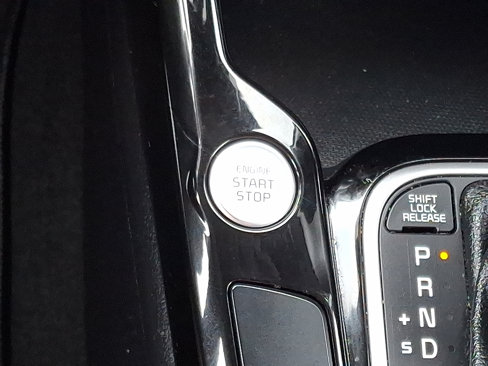 ENGINE
START
STOP
SHIFT
LOCK
RELEASE
P
R
+ N
S D